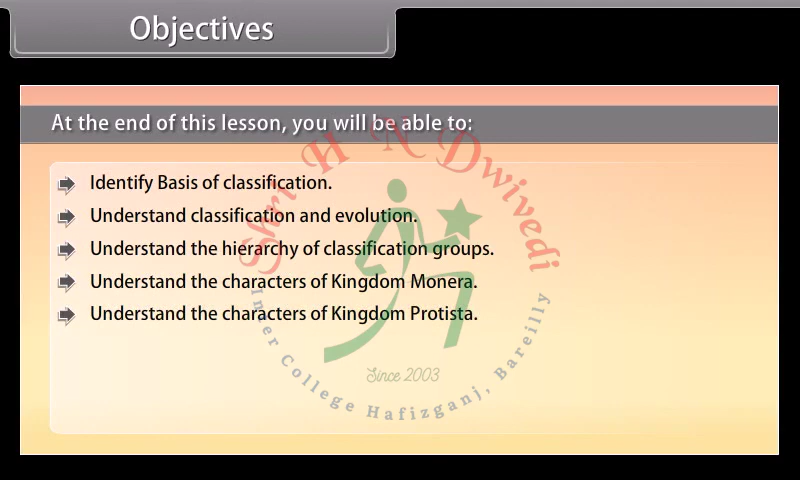 Objectives
At the end of this lesson, you will be able to:
Identify Basis of classification.
Understand classification and evolution.
Understand the hierarchy of classification groups.
Understand the characters of Kingdom Monera.
Understand the characters of Kingdom Protista.
Shri H N Dwivedi
Since 2003
Inter College Hafizganj, Bareilly